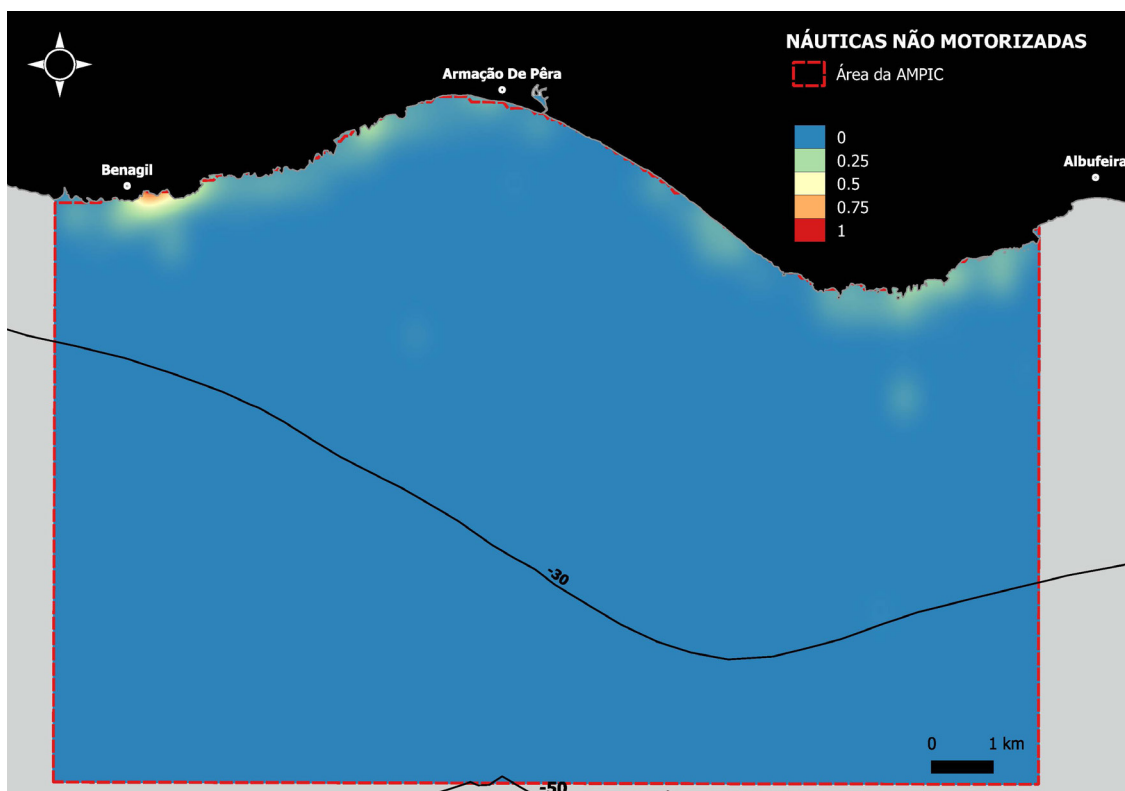 NÁUTICAS NÃO MOTORIZADAS
Área da AMPIC
Armação De Pêra
0
0.25
0.5
0.75
1
Benagil
Albufeira
-30
0 1 km
-50